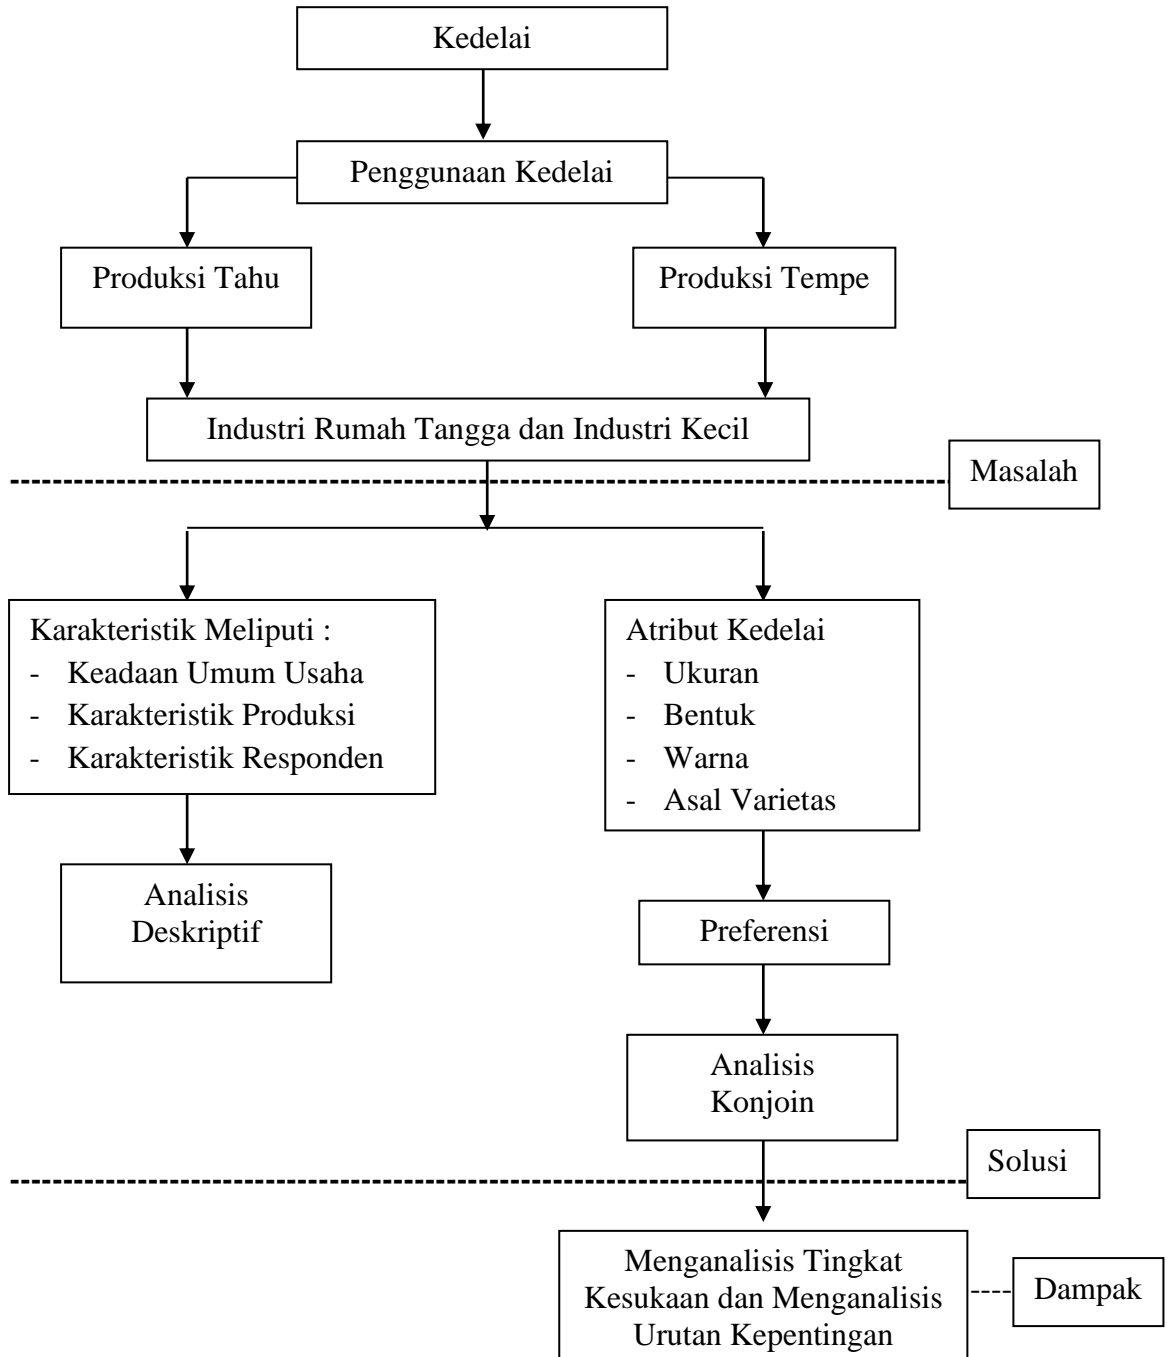 Kedelai
Penggunaan Kedelai
Produksi Tahu
Produksi Tempe
Industri Rumah Tangga dan Industri Kecil
Masalah
Karakteristik Meliputi :
- Keadaan Umum Usaha
- Karakteristik Produksi
- Karakteristik Responden
Atribut Kedelai
- Ukuran
- Bentuk
- Warna
- Asal Varietas
Analisis
Deskriptif
Preferensi
Analisis
Konjoin
Solusi
Menganalisis Tingkat
Kesukaan dan Menganalisis
Urutan Kepentingan
Dampak